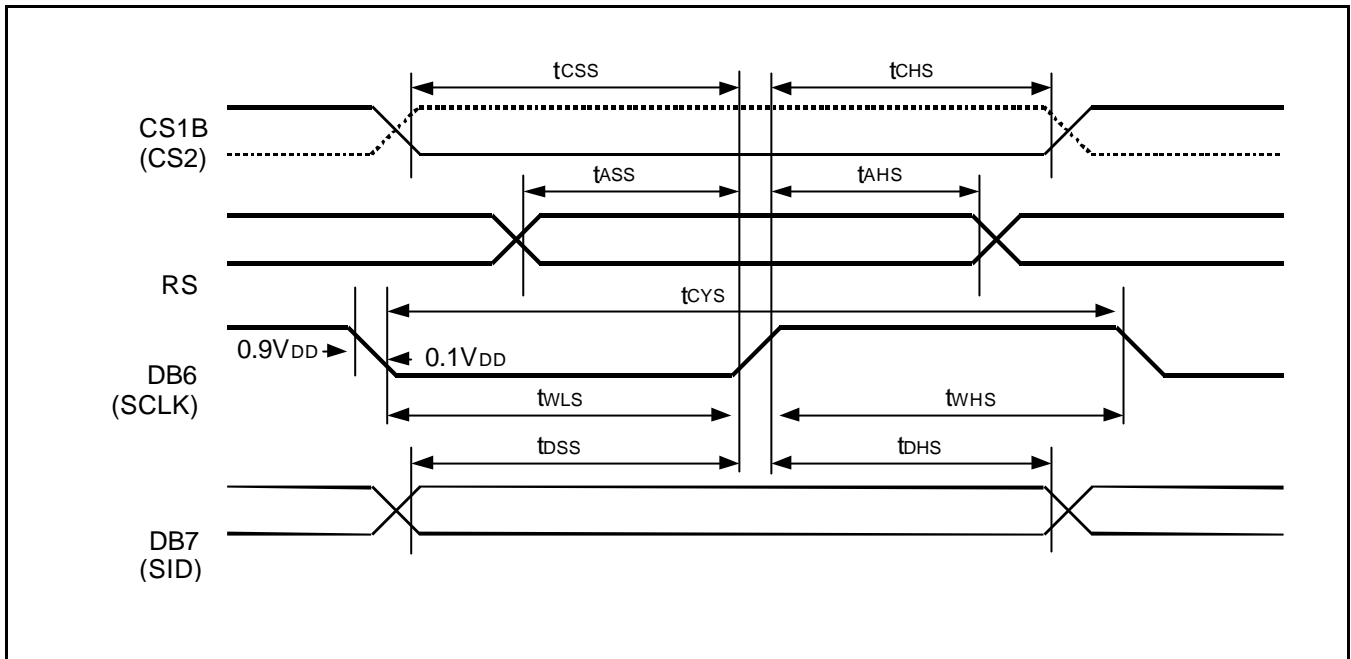 tCSS tCHS
CS1B
(CS2)
tASS tAHS
RS
tCYS
0.9VDD 0.1VDD
DB6
(SCLK)
tWLS tWHS
tDSS tDHS
DB7
(SID)